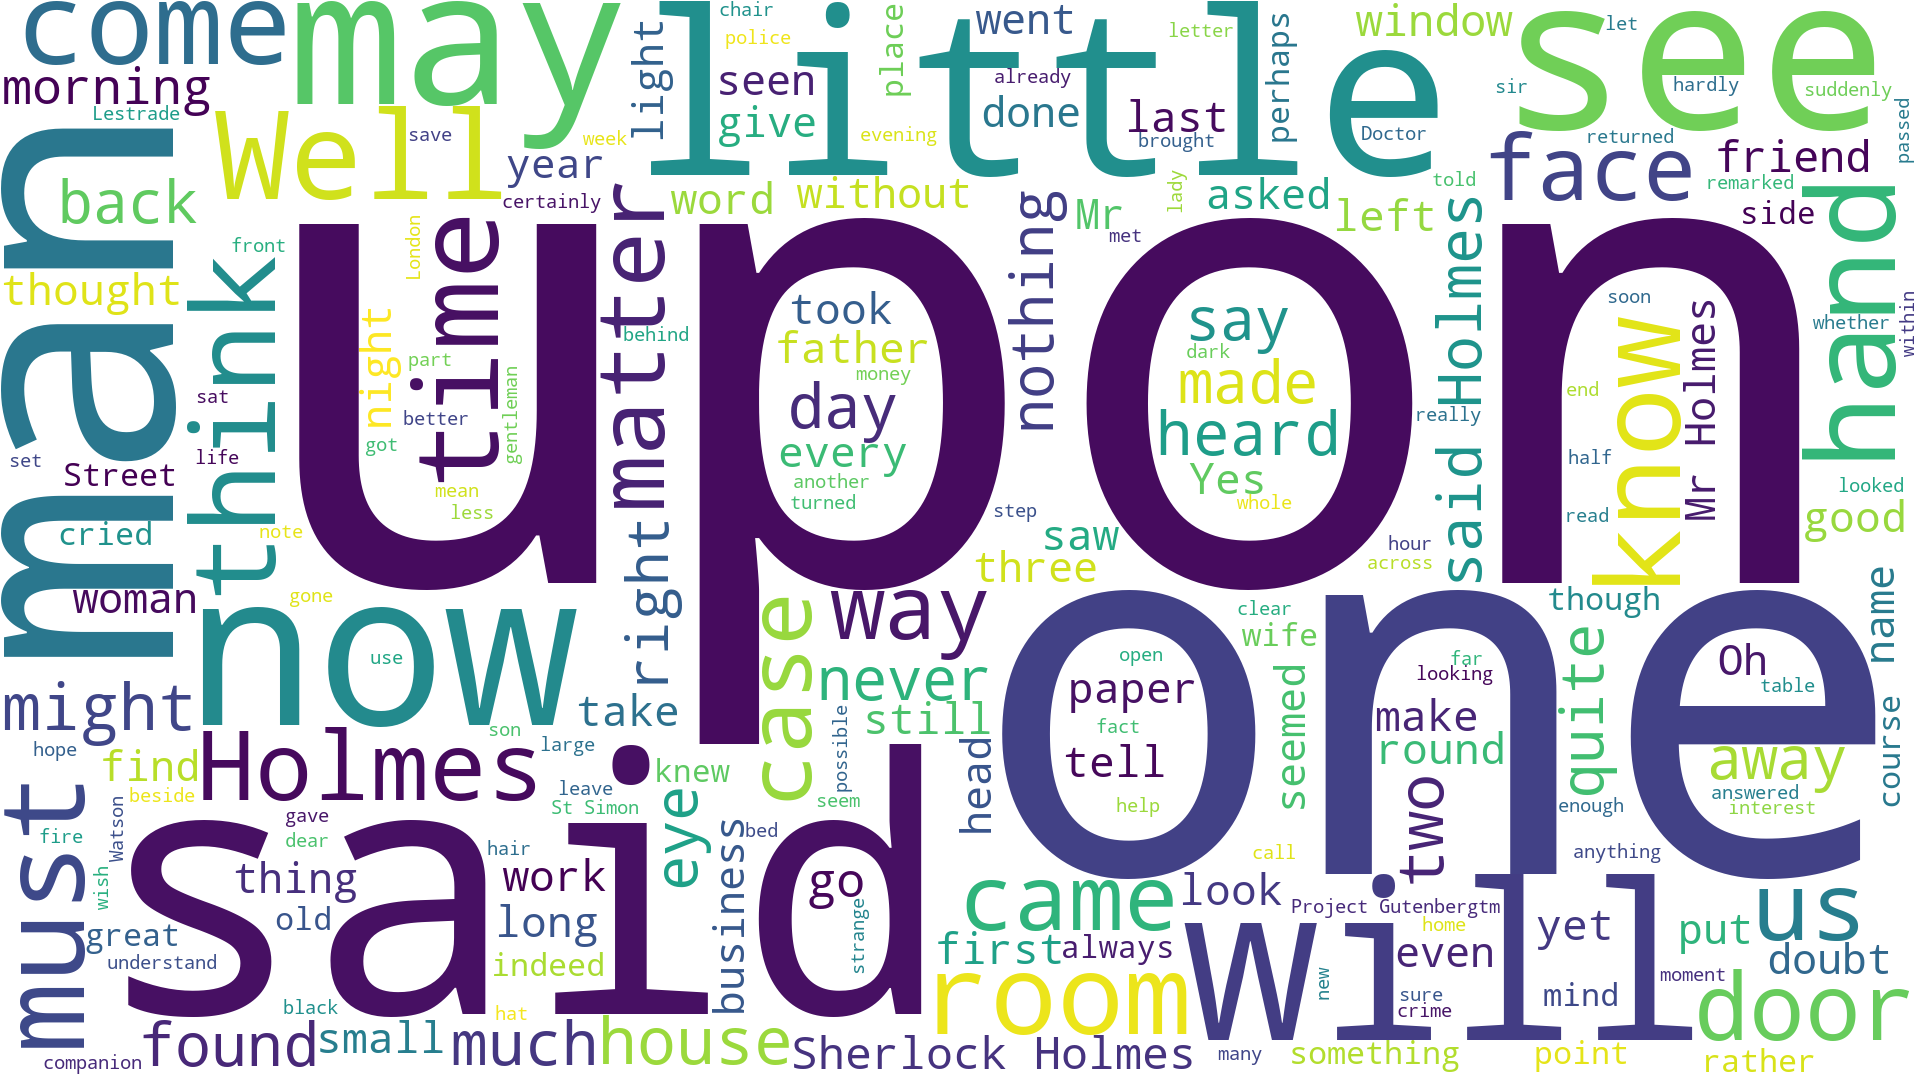 come
may
little
see
chair
police
went
letter
window
let
morning
light
seen
place
already
perhaps
sir
hardly
suddenly
Lestrade
Well
save
week
give
evening
done
last
brought
Doctor
returned
passed
man
year
face
friend
back
certainly
word
without
lady
asked
told
remarked
hand
Mr
met
left
side
front
London
time
matter
nothing
said Holmes
thought
think
upon
took
say
soon
Mr Holmes
whether
within
night
behind
father
dark
know
part
money
made
end
sat
day
better
gentleman
heard
really
life
got
every
half
set
Street
another
Yes
looked
mean
turned
whole
less
step
read
good
cried
note
saw
hour
three
across
woman
gone
now
right
case
way
one
clear
though
name
wife
use
never
paper
open
seemed
far
looking
quite
Oh
table
might
take
still
fact
make
course
son
hope
large
possible
head
tell
round
away
find
Holmes
knew
two
answered
beside
leave
St Simon
seem
help
enough
interest
must
fire
Watson
gave
dear
said
eye
business
bed
hair
call
anything
wish
thing
work
go
came
look
will
us
old
long
strange
Project Gutenbergtm
yet
put
great
first
always
home
even
doubt
understand
indeed
room
new
sure
mind
moment
black
hat
crime
door
companion
found
small
much
house
Sherlock Holmes
many
something
point
rather